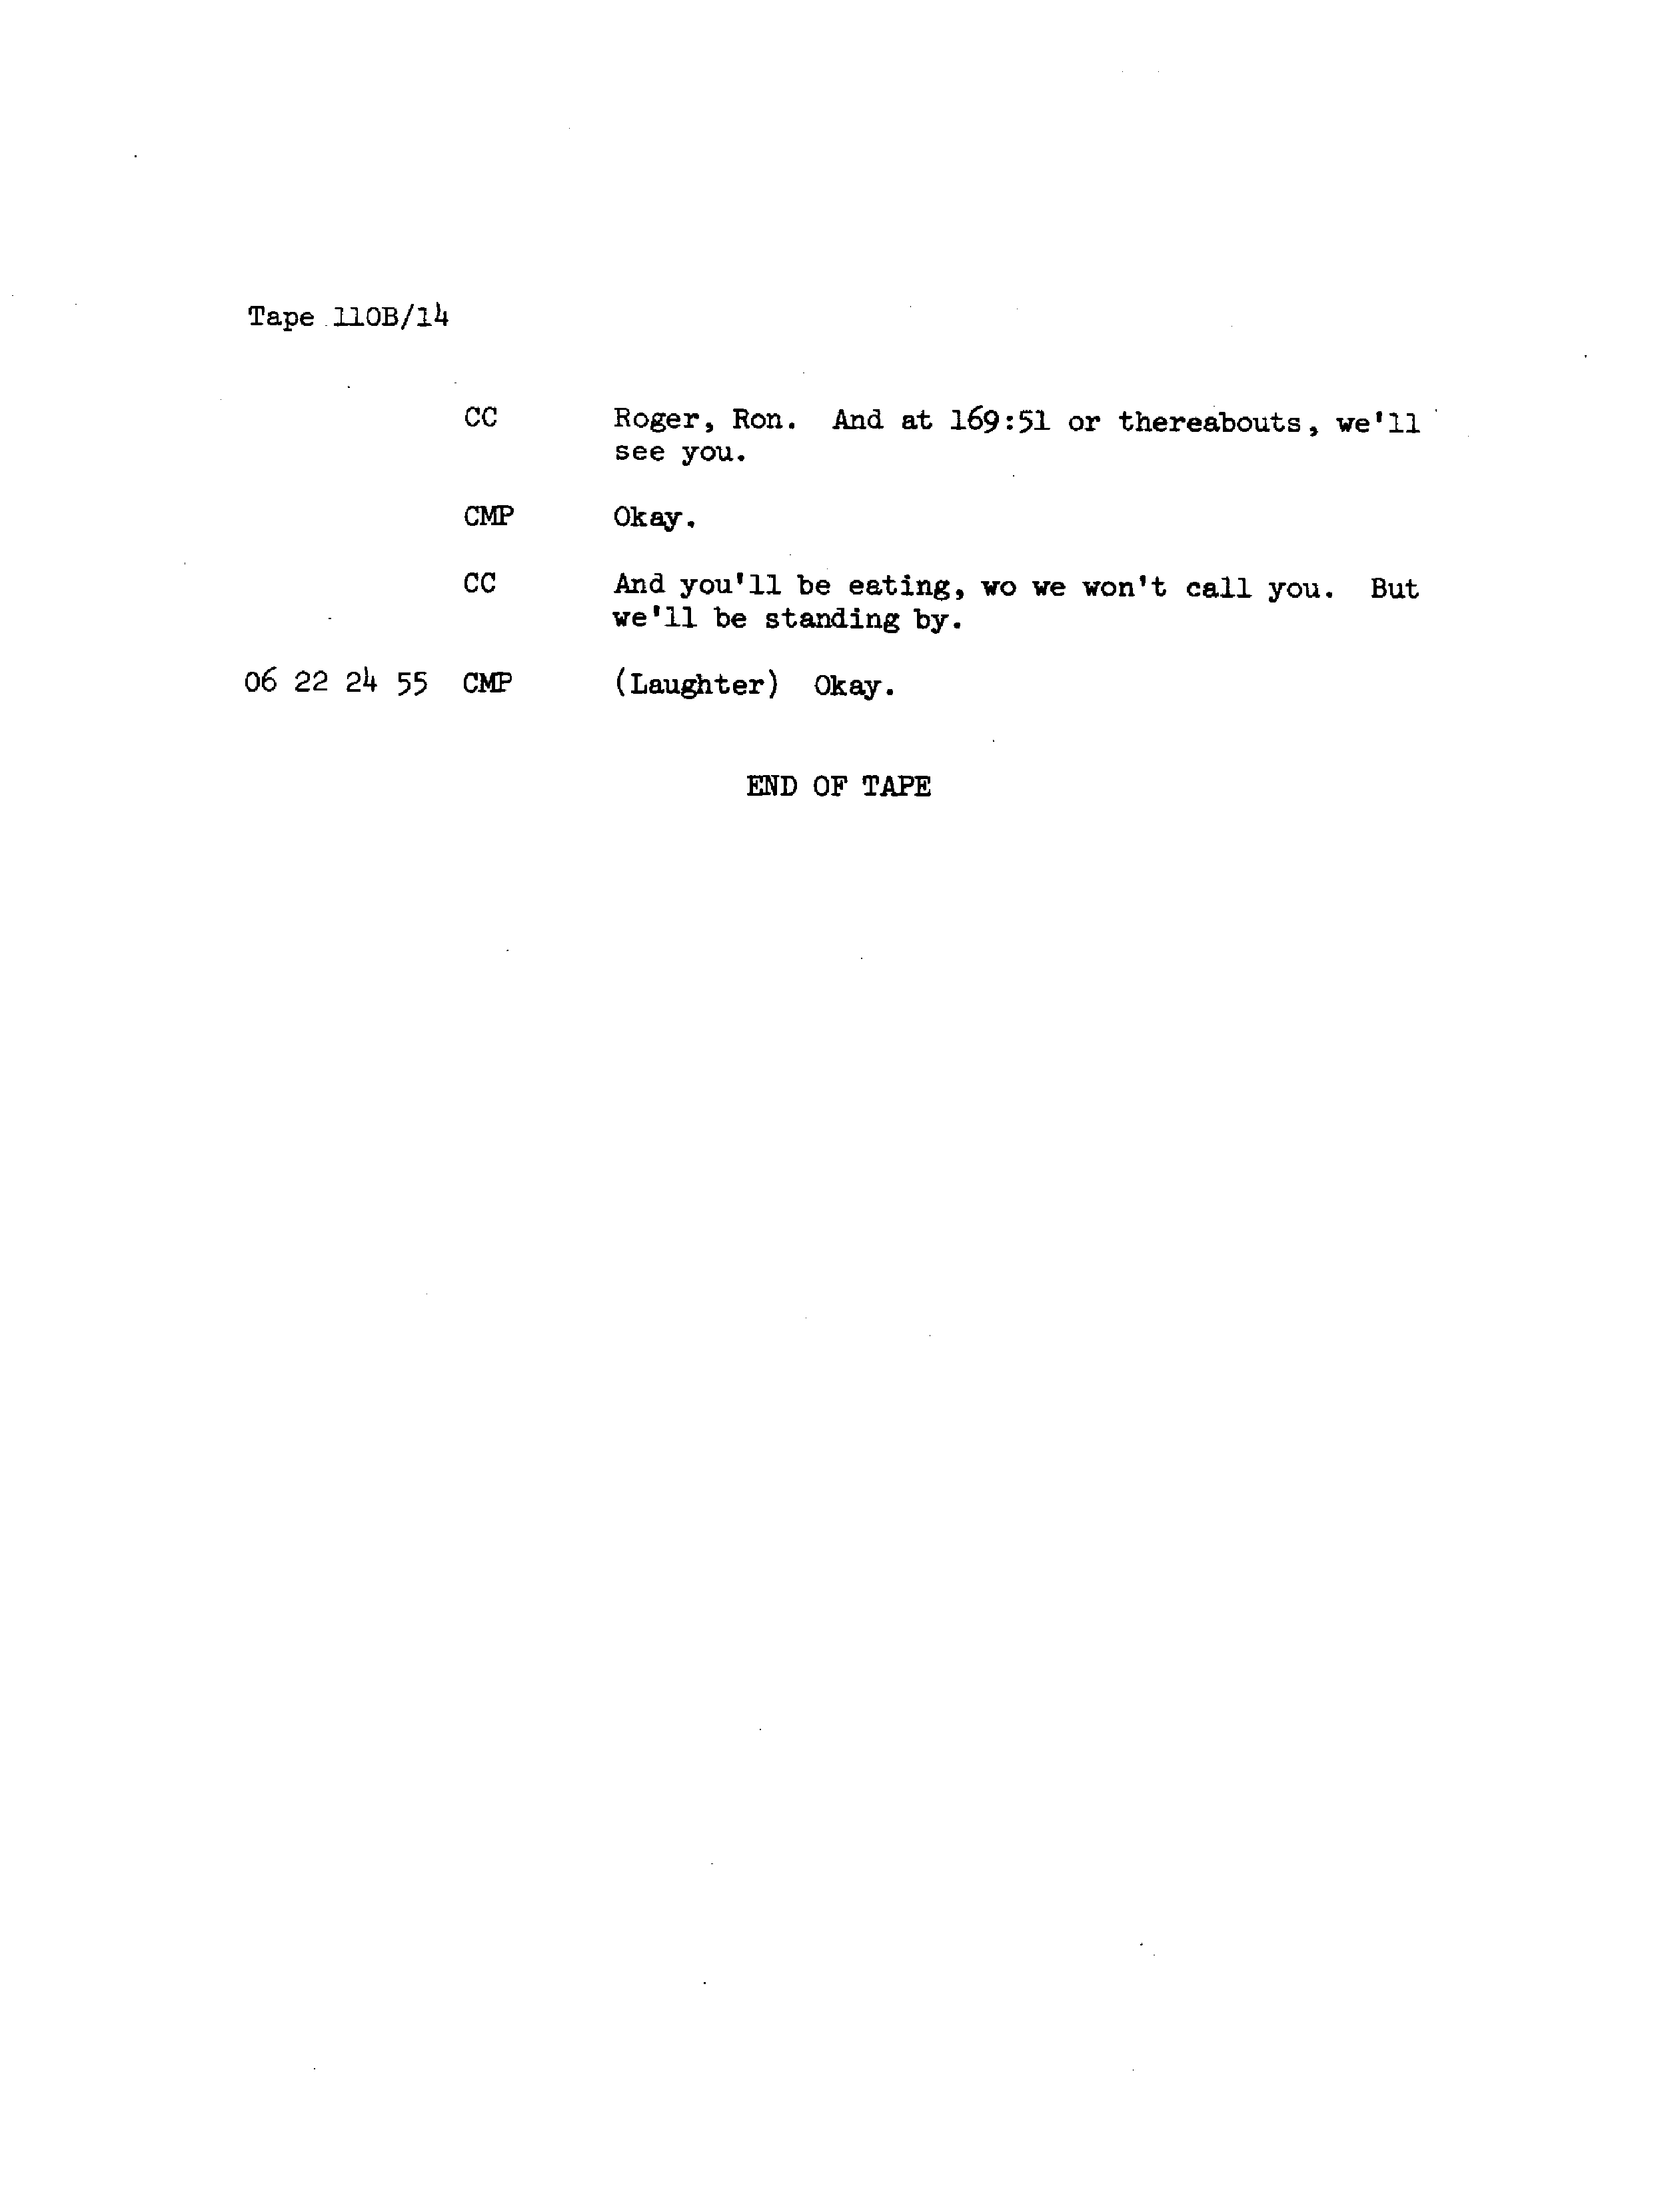 Tape 110B/14
CC Roger, Ron. And at 169:51 or thereabouts, we'll
see you.
CMP Okay.
CC And you'll be eating, wo we won't call you. But
we'll be standing by.
06 22 24 55 CMP (Laughter) Okay.
END OF TAPE